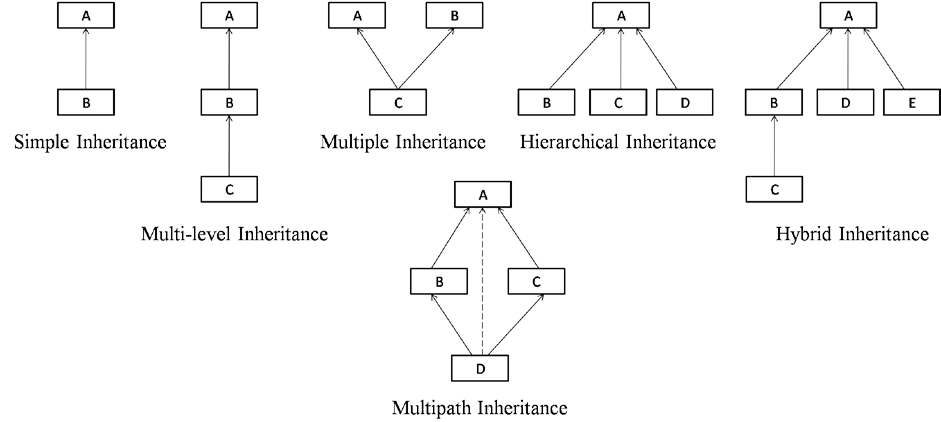 A A A B A A
B B C B C D B D E
Simple Inheritance Multiple Inheritance Hierarchical Inheritance
C C
Multi-level Inheritance Hybrid Inheritance
A
B C
D
Multipath Inheritance